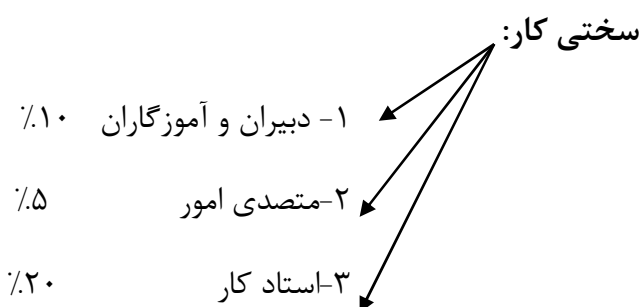 سختی کار:
۱- دبیران و آموزگاران ۱۰٪
۲-متصدی امور ۵٪
۳-استاد کار ۲۰٪